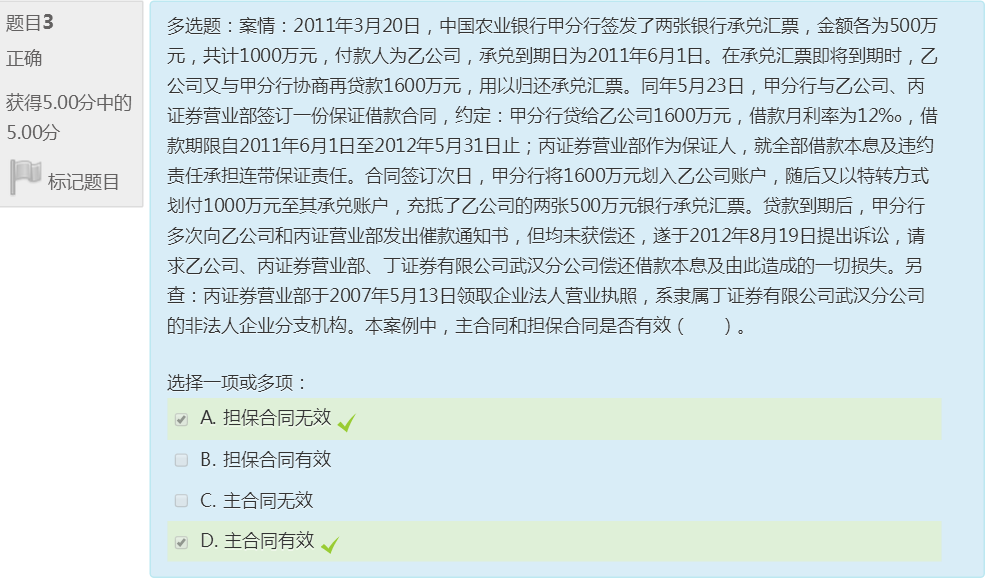 题目3
正确
获得5.00分中的
5.00分
标记题目
多选题：案情：2011年3月20日，中国农业银行甲分行签发了两张银行承兑汇票，金额各为500万
元，共计1000万元，付款人为乙公司，承兑到期日为2011年6月1日。在承兑汇票即将到期时，乙
公司又与甲分行协商再贷款1600万元，用以归还承兑汇票。同年5月23日，甲分行与乙公司、丙
证券营业部签订一份保证借款合同，约定：甲分行贷给乙公司1600万元，借款月利率为12‰，借
款期限自2011年6月1日至2012年5月31日止；丙证券营业部作为保证人，就全部借款本息及违约
责任承担连带保证责任。合同签订次日，甲分行将1600万元划入乙公司账户，随后又以特转方式
划付1000万元至其承兑账户，充抵了乙公司的两张500万元银行承兑汇票。贷款到期后，甲分行
多次向乙公司和丙证营业部发出催款通知书，但均未获偿还，遂于2012年8月19日提出诉讼，请
求乙公司、丙证券营业部、丁证券有限公司武汉分公司偿还借款本息及由此造成的一切损失。另
查：丙证券营业部于2007年5月13日领取企业法人营业执照，系隶属丁证券有限公司武汉分公司
的非法人企业分支机构。本案例中，主合同和担保合同是否有效（　　）。
选择一项或多项：
A. 担保合同无效
B. 担保合同有效
C. 主合同无效
D. 主合同有效